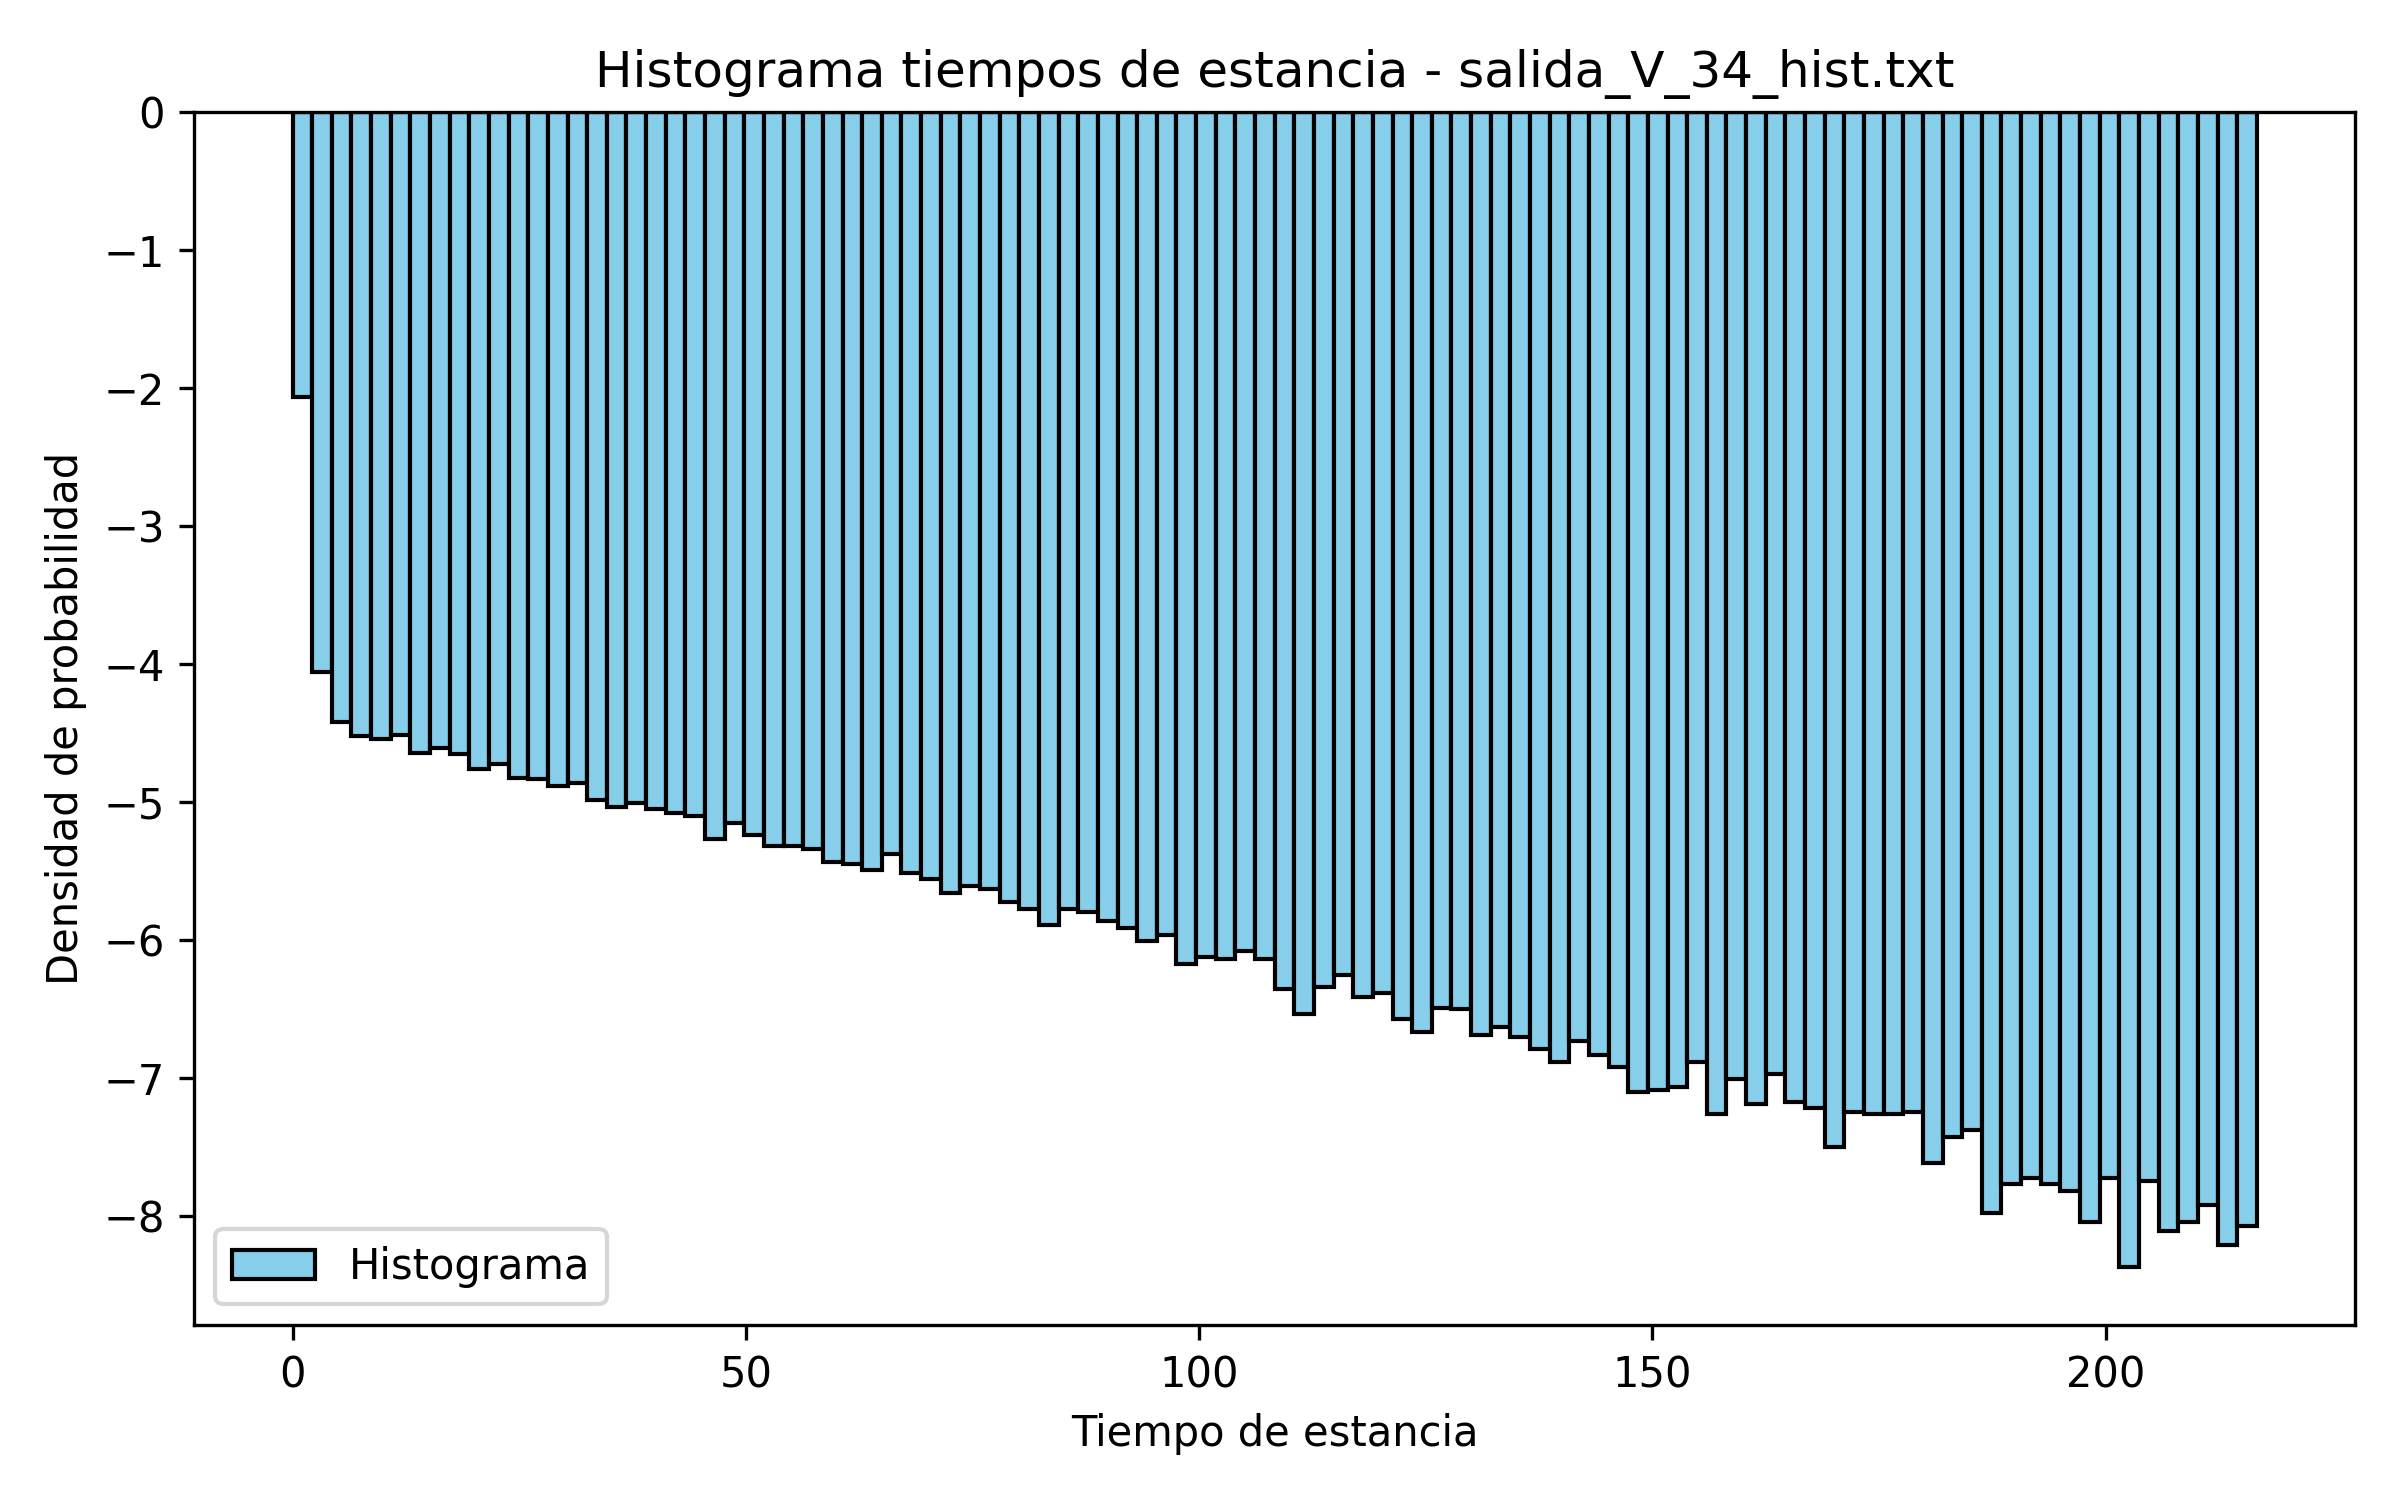 Histograma tiempos de estancia - salida_V_34_hist.txt
0
−1
−2
−3
−4
−5
−6
−7
−8
Densidad de probabilidad
Histograma
0 50 100 150 200
Tiempo de estancia